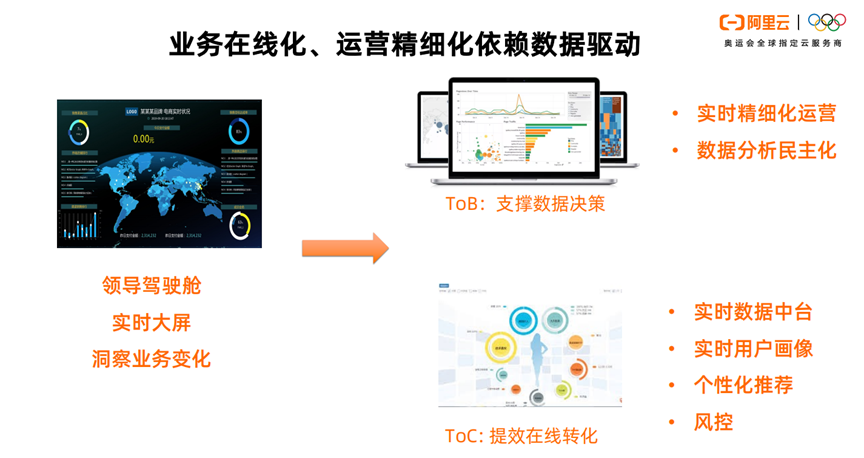 业务在线化、运营精细化依赖数据驱动
阿里云
奥运会全球指定云服务商
LOGO 某某某品牌 电商实时状况
0.00元
领导驾驶舱
实时大屏
洞察业务变化
ToB：支撑数据决策
• 实时精细化运营
• 数据分析民主化
ToC: 提效在线转化
• 实时数据中台
• 实时用户画像
• 个性化推荐
• 风控